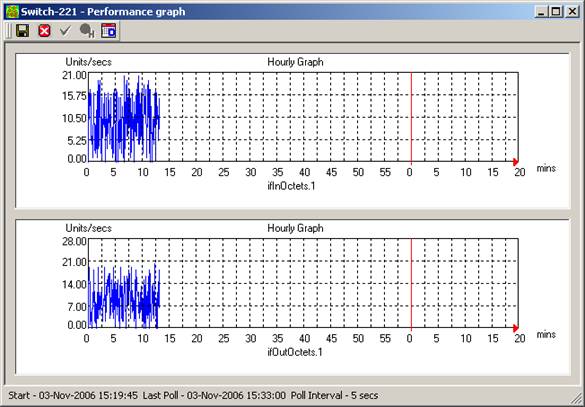 Switch-221 - Performance graph
Units/secs Hourly Graph
21.00
15.75
10.50
5.25
0.00
0 5 10 15 20 25 30 35 40 45 50 55 0 5 10 15 20 mins
ifInOctets.1
Units/secs Hourly Graph
28.00
21.00
14.00
7.00
0.00
0 5 10 15 20 25 30 35 40 45 50 55 0 5 10 15 20 mins
ifOutOctets.1
Start - 03-Nov-2006 15:19:45 Last Poll - 03-Nov-2006 15:33:00 Poll Interval - 5 secs